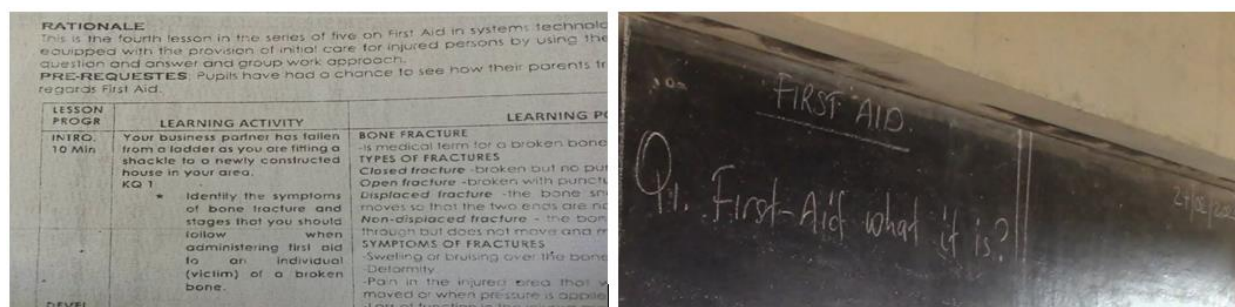 RATIONALE
This is the fourth lesson in the series of five on First Aid in systems
equipped with the provision of initial care for injured persons by using the
question and answer and group work approach.
PRE-REQUESTES: Pupils have had a chance to see how their parents
regards First Aid.
LESSON PROGR
LEARNING ACTIVITY
LEARNING
INTRO.
10 Min
Your business partner has fallen
from a ladder as you are fitting a
shackle to a newly constructed
house in your area.
KQ 1
* Identify the symptoms
of bone fracture and
stages that you should
follow when
administering first aid
to an individual
(victim) of a broken
bone.
BONE FRACTURE
-Is medical term for a broken bone
TYPES OF FRACTURES
Closed fracture -broken but no
Open fracture -broken with
Displaced fracture -the bone
moves so that the two ends are
Non-displaced fracture - the
through but does not move and
SYMPTOMS OF FRACTURES
-Swelling or bruising over the bone
-Deformity
-Pain in the injured area that
moved or when pressure is
FIRST AID.
Q1. First-Aid what it is?